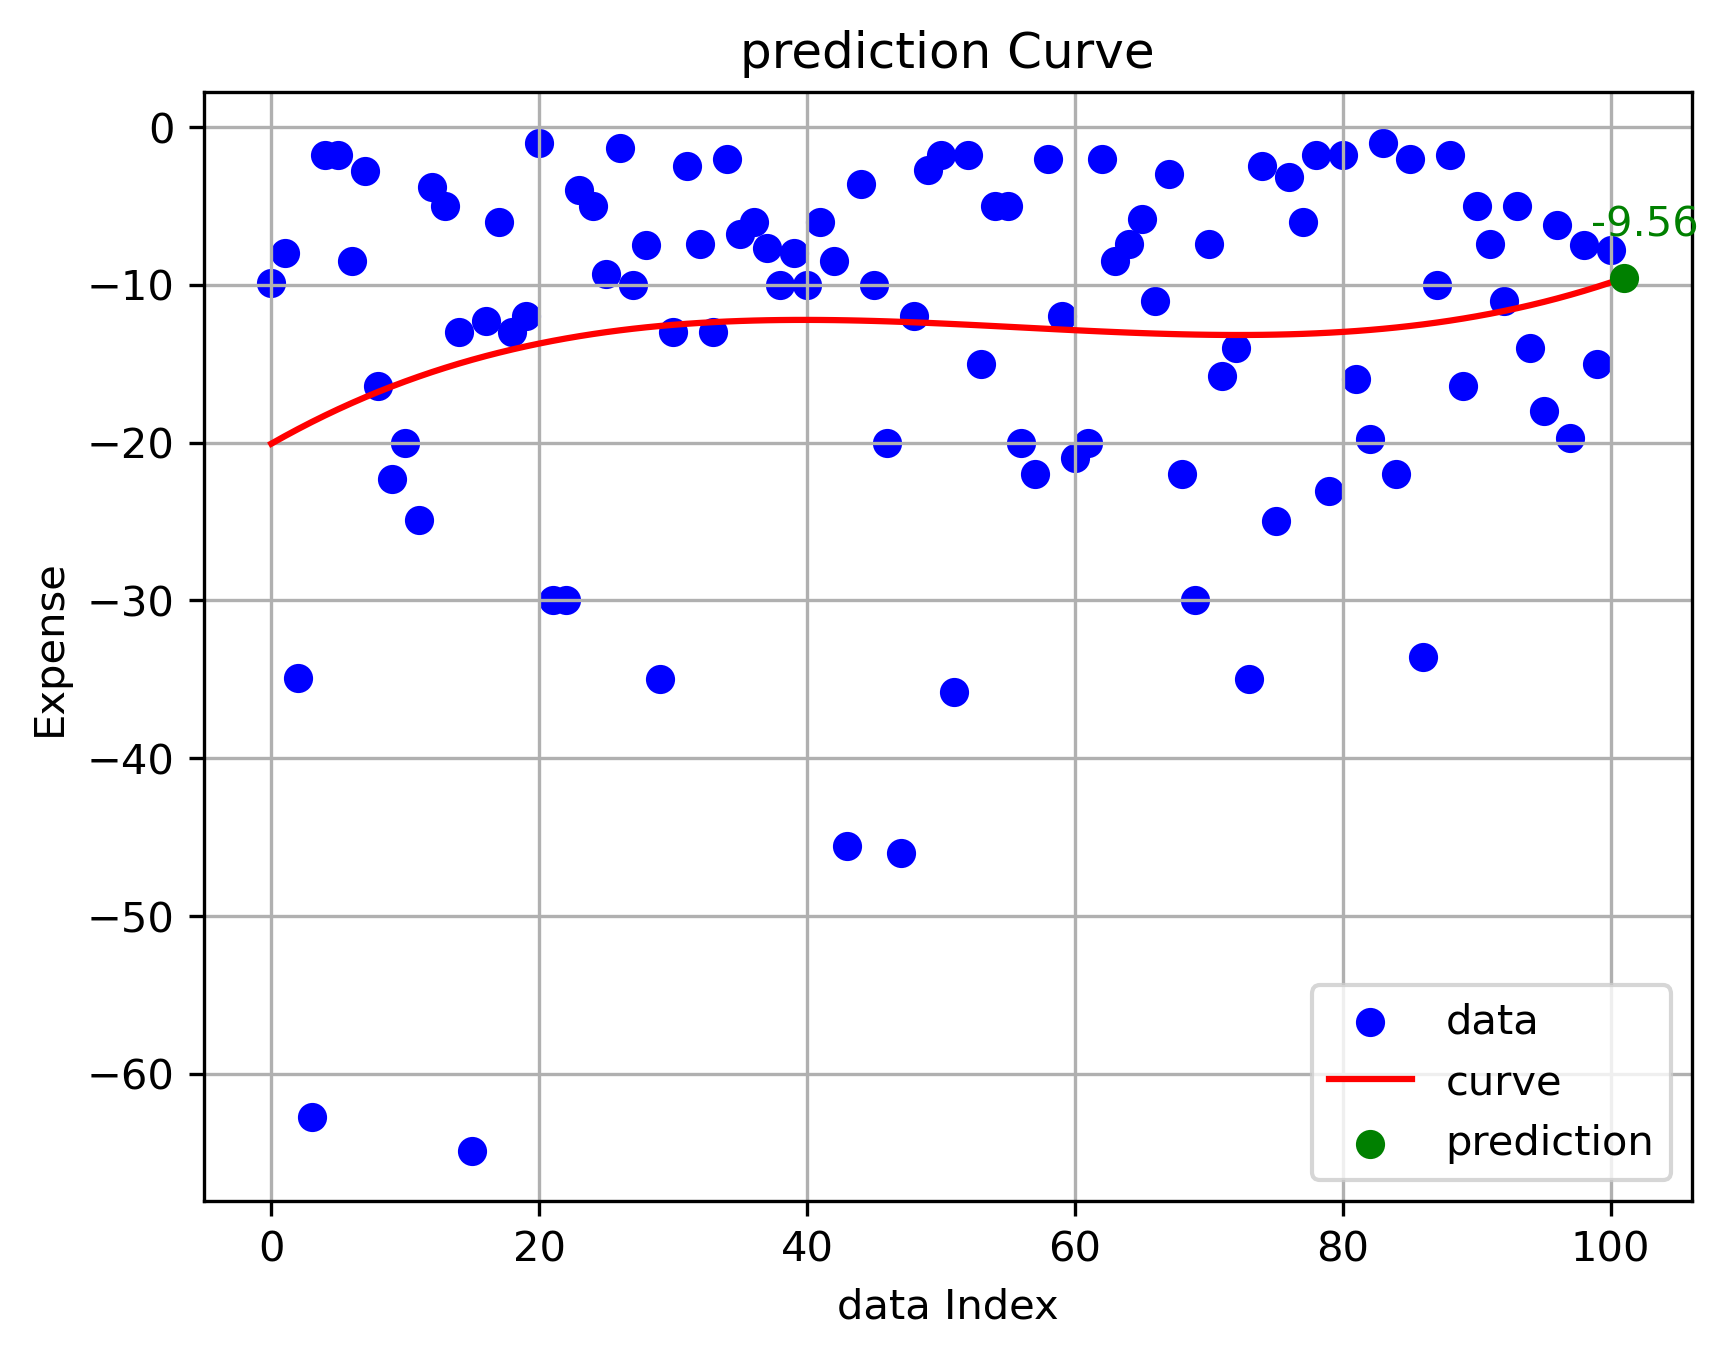 prediction Curve
0
−10
−20
−30
−40
−50
−60
Expense
-9.56
data
curve
prediction
0 20 40 60 80 100
data Index